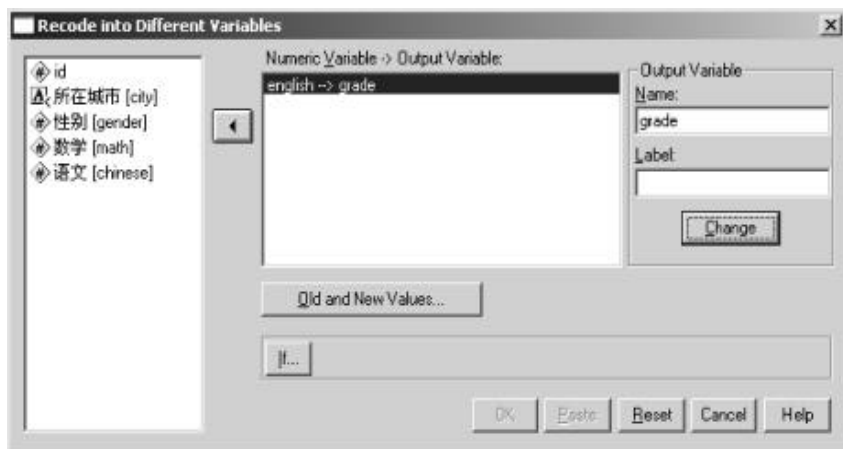 Recode into Different Variables
id
所在城市 [city]
性别 [gender]
数学 [math]
语文 [chinese]
Numeric Variable -> Output Variable:
english --> grade
Output Variable
Name:
grade
Label:
Change
Old and New Values...
If...
OK
Paste
Reset
Cancel
Help